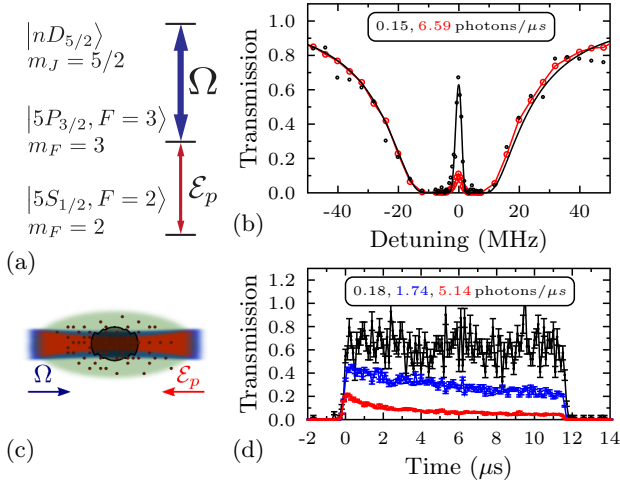 |nD5/2⟩
mJ = 5/2
Ω
|5P3/2, F = 3⟩
mF = 3
ℰp
|5S1/2, F = 2⟩
mF = 2
(a)
0.15, 6.59 photons/μs
Transmission
1.0
0.8
0.6
0.4
0.2
0.0
-40 -20 0 20 40
Detuning (MHz)
(b)
Ω
ℰp
(c)
0.18, 1.74, 5.14 photons/μs
Transmission
1.2
1.0
0.8
0.6
0.4
0.2
0.0
-2 0 2 4 6 8 10 12 14
Time (μs)
(d)